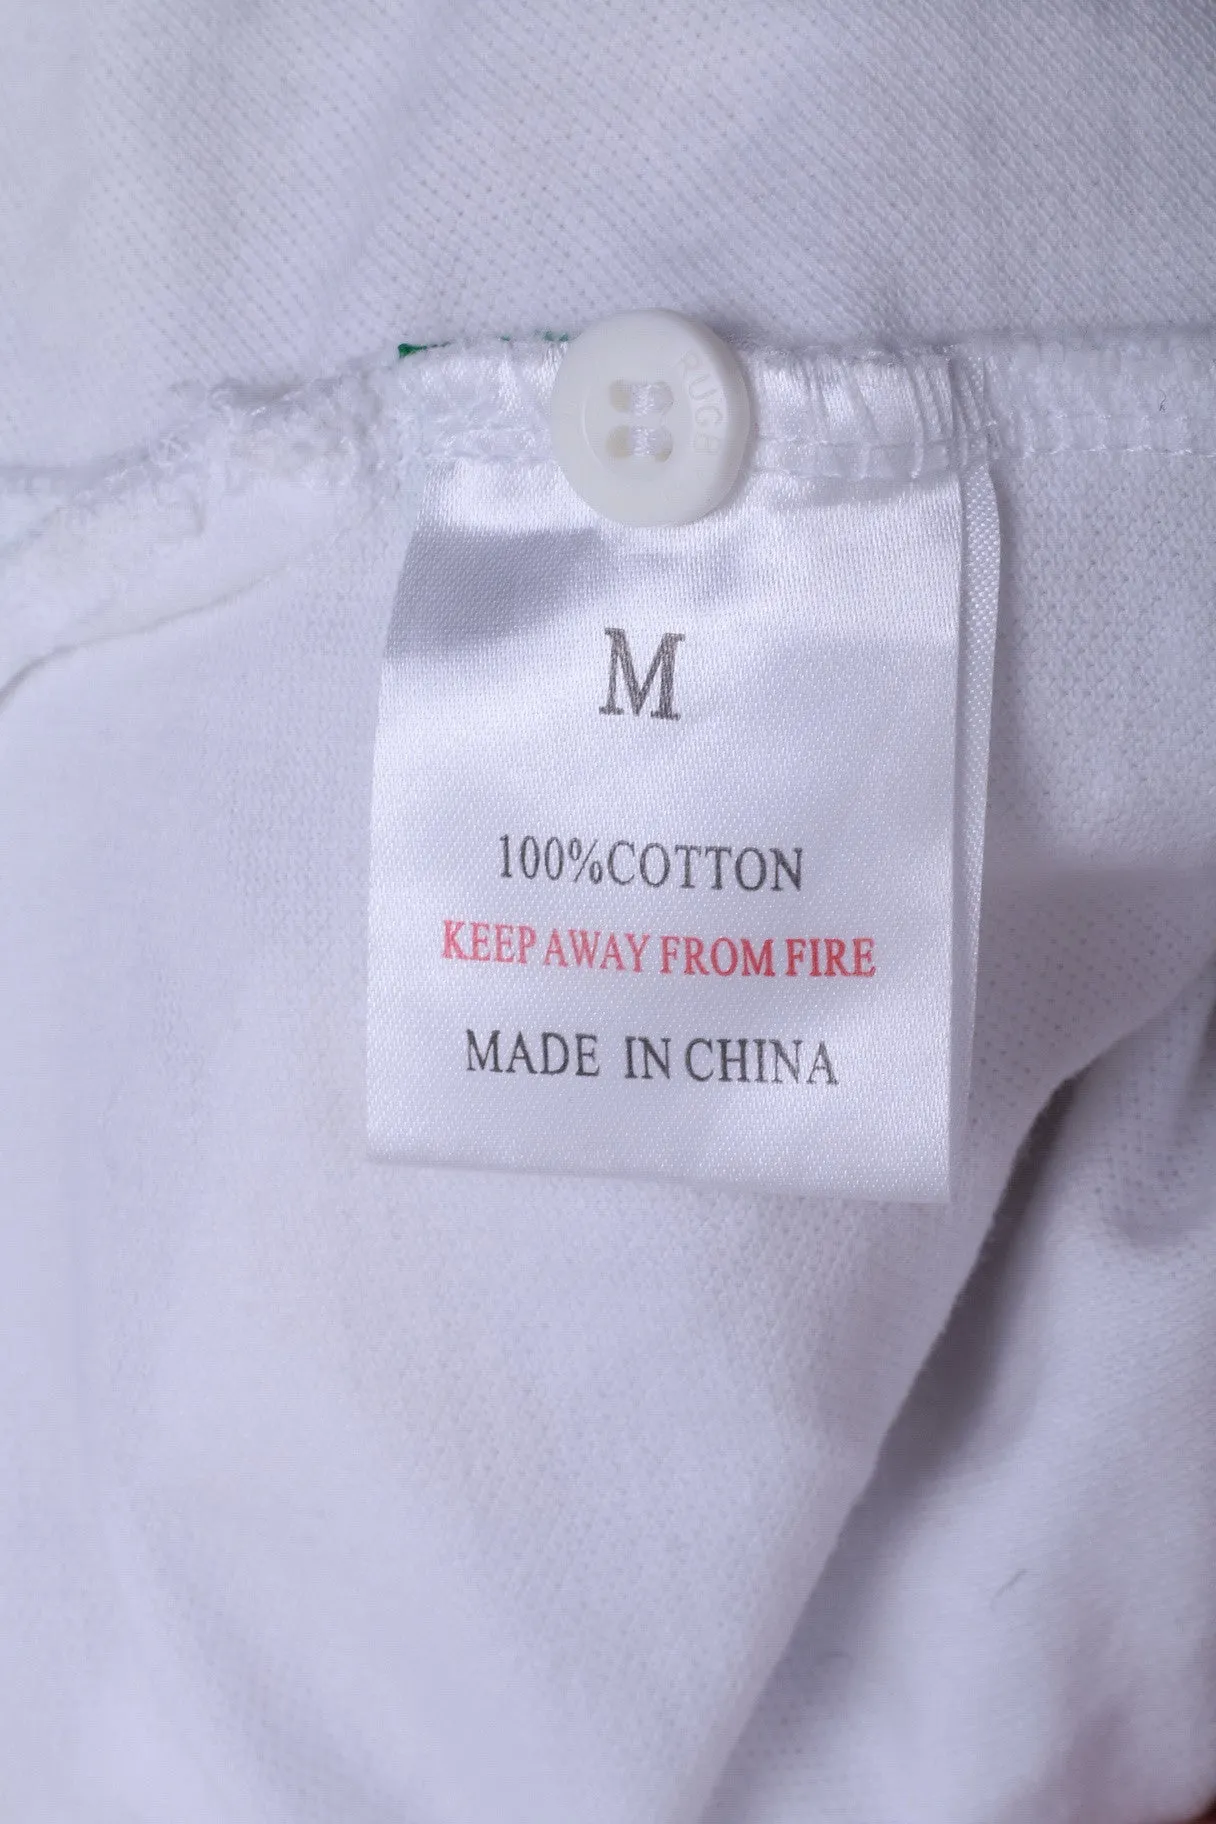 M
100%COTTON
KEEP AWAY FROM FIRE
MADE IN CHINA